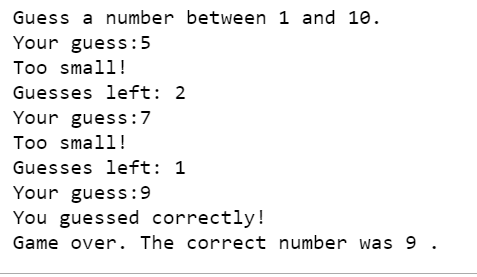 Guess a number between 1 and 10.
Your guess:5
Too small!
Guesses left: 2
Your guess:7
Too small!
Guesses left: 1
Your guess:9
You guessed correctly!
Game over. The correct number was 9 .